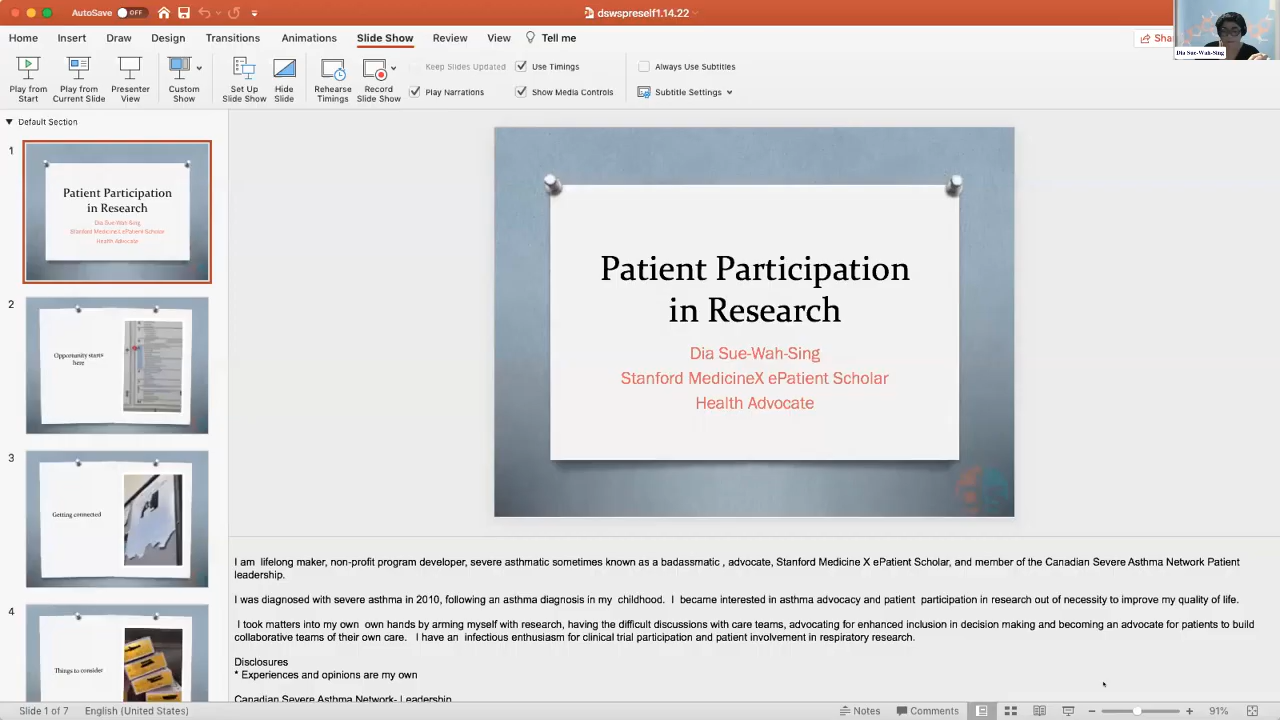 AutoSave OFF
dswspreself1.14.22
Home Insert Draw Design Transitions Animations Slide Show Review View Tell me
Dia Sue-Wah-Sing
Play from Start
Play from Current Slide
Presenter View
Custom Show
Set Up Slide Show
Hide Slide
Rehearse Timings
Record Slide Show
Keep Slides Updated
Play Narrations
Use Timings
Show Media Controls
Always Use Subtitles
Subtitle Settings
Default Section
1
Patient Participation
in Research
Dia Sue-Wah-Sing
Stanford MedicineX ePatient Scholar
Health Advocate
2
Opportunity starts
here
3
Getting connected
4
Things to consider
Patient Participation
in Research
Dia Sue-Wah-Sing
Stanford MedicineX ePatient Scholar
Health Advocate
I am lifelong maker, non-profit program developer, severe asthmatic sometimes known as a badassmatic , advocate, Stanford Medicine X ePatient Scholar, and member of the Canadian Severe Asthma Network Patient
leadership.
I was diagnosed with severe asthma in 2010, following an asthma diagnosis in my childhood. I became interested in asthma advocacy and patient participation in research out of necessity to improve my quality of life.
I took matters into my own own hands by arming myself with research, having the difficult discussions with care teams, advocating for enhanced inclusion in decision making and becoming an advocate for patients to build
collaborative teams of their own care. I have an infectious enthusiasm for clinical trial participation and patient involvement in respiratory research.
Disclosures
* Experiences and opinions are my own
Canadian Severe Asthma Network- Leadership
Slide 1 of 7 English (United States) Notes Comments 91%